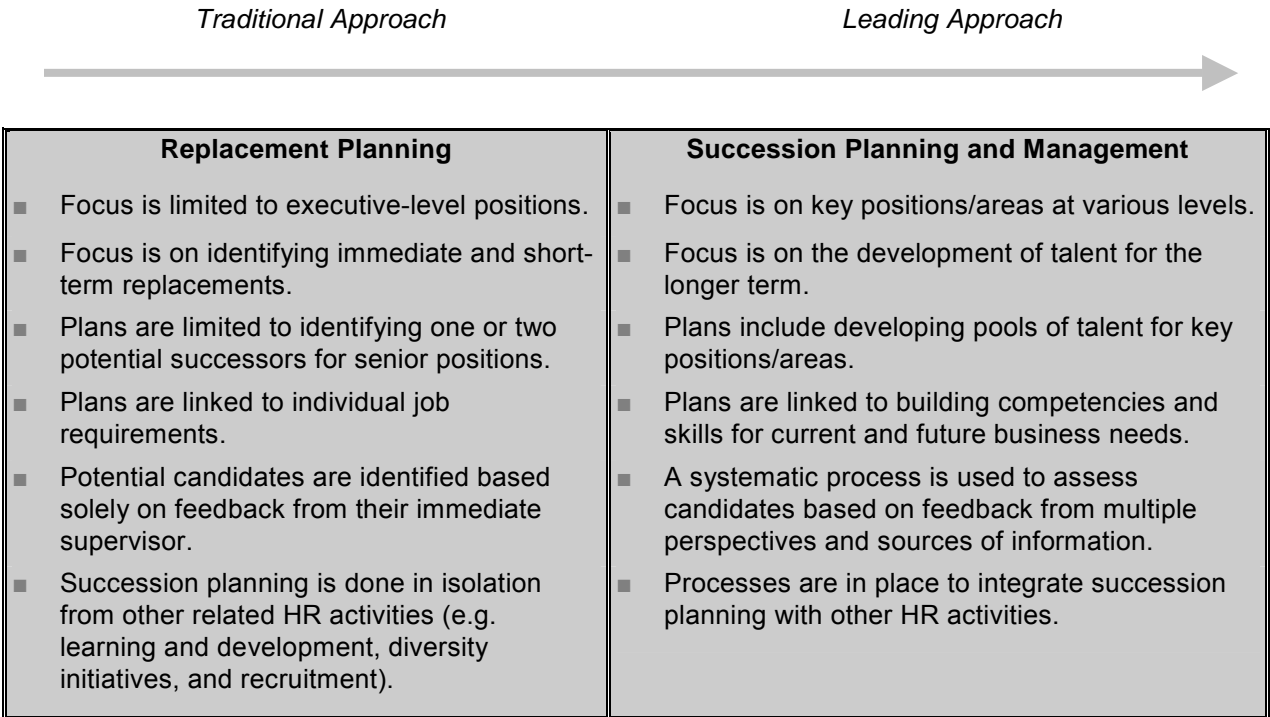 Traditional Approach
Leading Approach
Replacement Planning
■ Focus is limited to executive-level positions.
■ Focus is on identifying immediate and short-
term replacements.
■ Plans are limited to identifying one or two
potential successors for senior positions.
■ Plans are linked to individual job
requirements.
■ Potential candidates are identified based
solely on feedback from their immediate
supervisor.
■ Succession planning is done in isolation
from other related HR activities (e.g.
learning and development, diversity
initiatives, and recruitment).
Succession Planning and Management
■ Focus is on key positions/areas at various levels.
■ Focus is on the development of talent for the
longer term.
■ Plans include developing pools of talent for key
positions/areas.
■ Plans are linked to building competencies and
skills for current and future business needs.
■ A systematic process is used to assess
candidates based on feedback from multiple
perspectives and sources of information.
■ Processes are in place to integrate succession
planning with other HR activities.